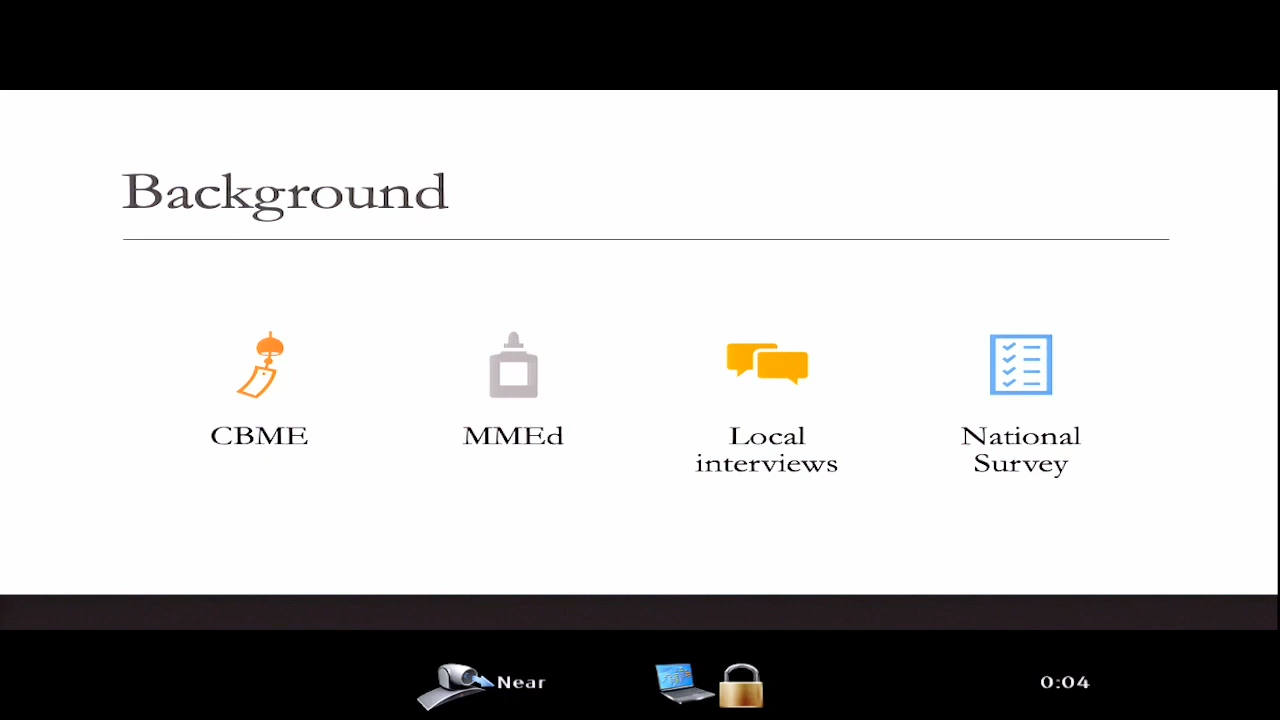 Background
CBME
MMEd
Local
interviews
National
Survey
Near
0:04